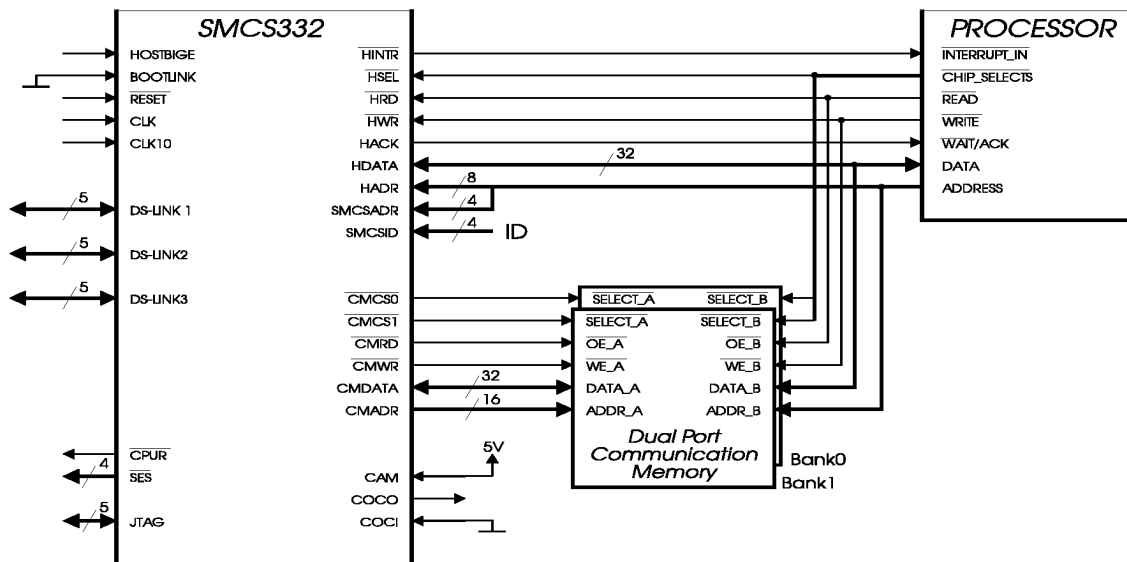 SMCS332
PROCESSOR
HOSTBIGE
HINTR
INTERRUPT_IN
BOOTLINK
HSEL
CHIP_SELECTS
RESET
HRD
READ
CLK
HWR
WRITE
CLK10
HACK
WAIT/ACK
HDATA
32
DATA
HADR
8
ADDRESS
5
DS-LINK 1
SMCSADR
4
SMCSID
4
ID
5
DS-LINK2
5
DS-LINK3
CMCS0
SELECT_A
SELECT_B
CMCS1
SELECT_A
SELECT_B
CMRD
OE_A
OE_B
CMWR
WE_A
WE_B
CMDATA
32
DATA_A
DATA_B
CMADR
16
ADDR_A
ADDR_B
Dual Port
Communication
Memory
Bank0
Bank1
CPUR
5V
4
SES
CAM
COCO
5
JTAG
COCI